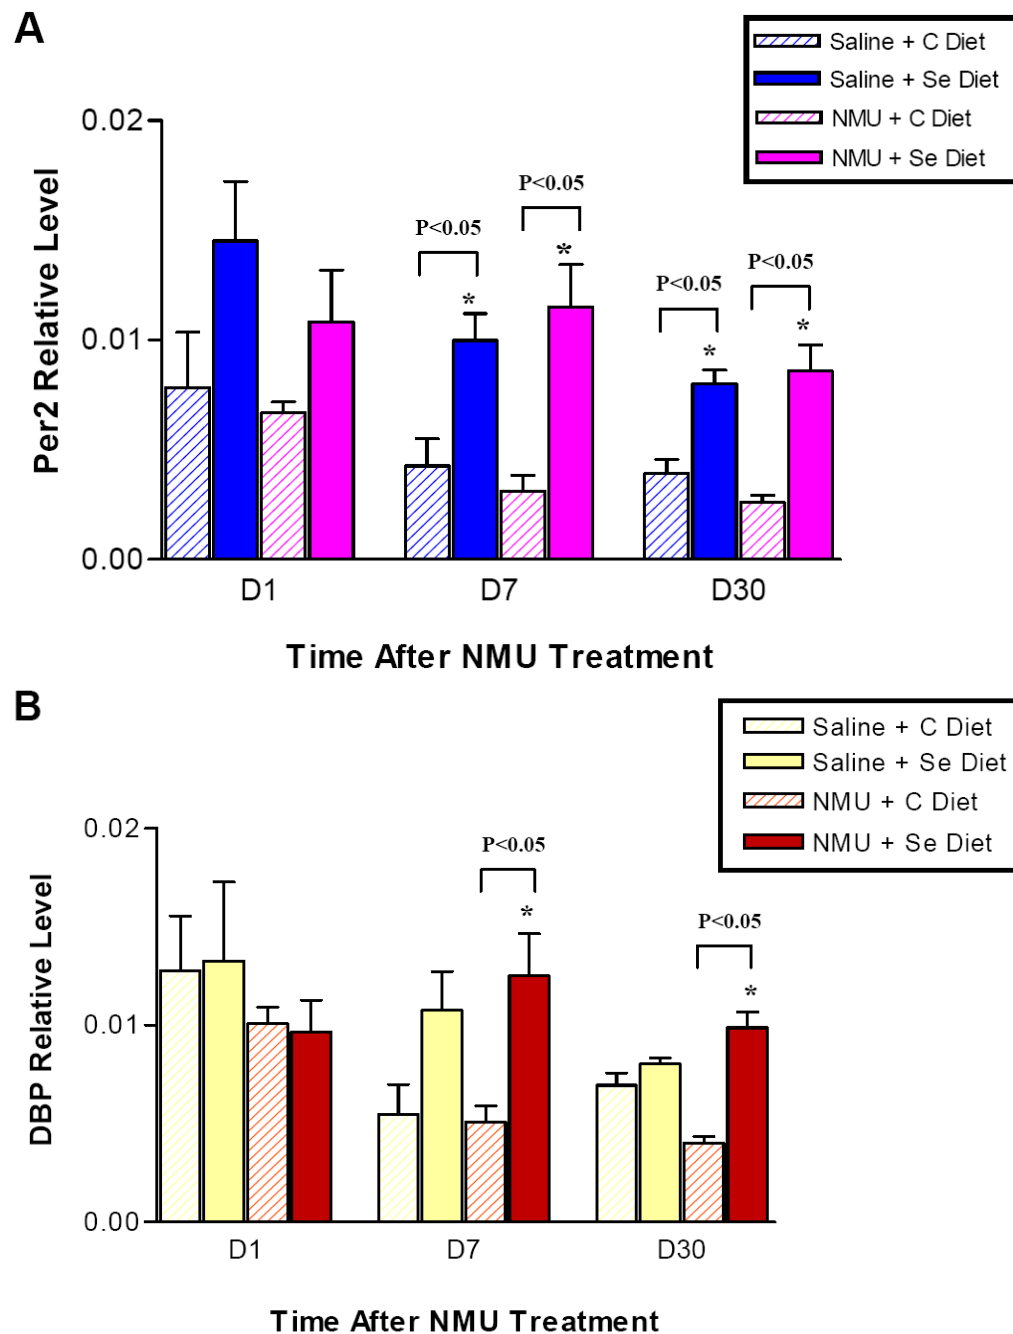 A
Saline + C Diet
Saline + Se Diet
NMU + C Diet
NMU + Se Diet
Per2 Relative Level
0.02
0.01
0.00
P<0.05
P<0.05
P<0.05
P<0.05
*
*
*
*
D1
D7
D30
Time After NMU Treatment
B
Saline + C Diet
Saline + Se Diet
NMU + C Diet
NMU + Se Diet
DBP Relative Level
0.02
0.01
0.00
P<0.05
P<0.05
*
*
D1
D7
D30
Time After NMU Treatment